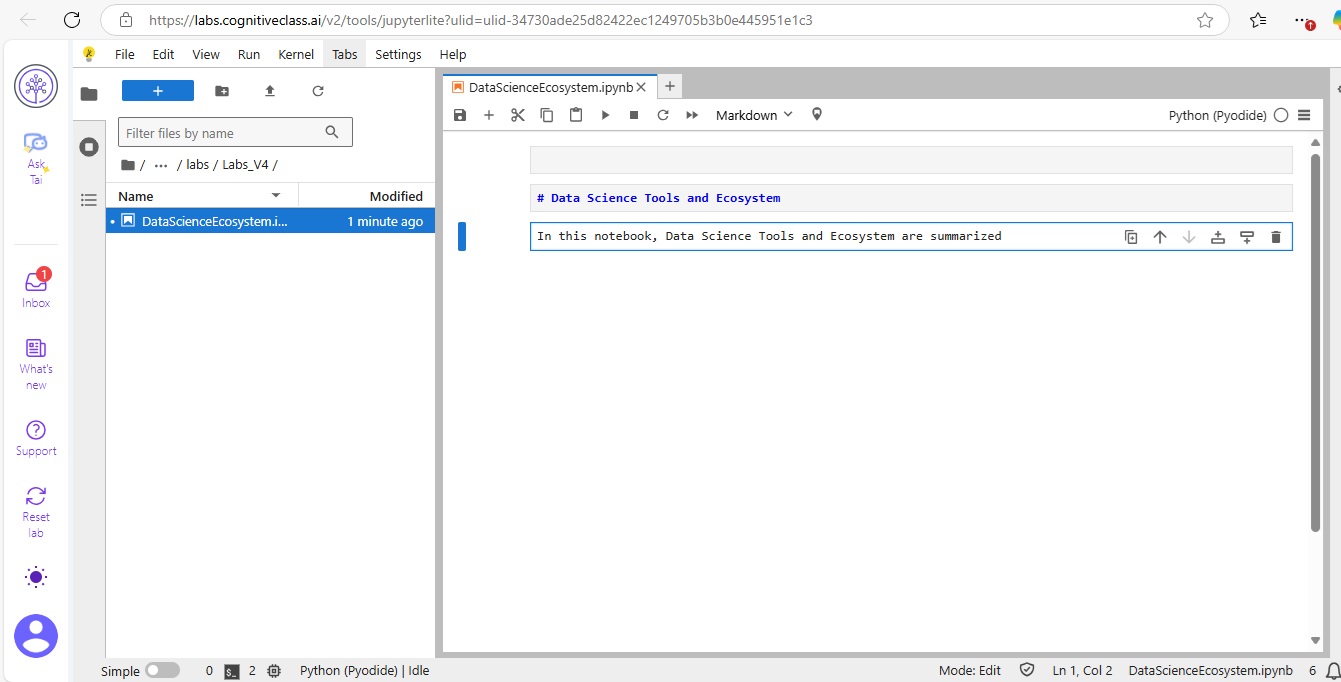 https://labs.cognitiveclass.ai/v2/tools/jupyterlite?ulid=ulid-34730ade25d82422ec1249705b3b0e445951e1c3
File Edit View Run Kernel Tabs Settings Help
Ask
Tai
1
Inbox
What's
new
Support
Reset
lab
+
Filter files by name
/ ... / labs / Labs_V4 /
Name Modified
DataScienceEcosystem.i... 1 minute ago
DataScienceEcosystem.ipynb
Markdown
Python (Pyodide)
# Data Science Tools and Ecosystem
In this notebook, Data Science Tools and Ecosystem are summarized
Simple 0 2 Python (Pyodide) | Idle Mode: Edit Ln 1, Col 2 DataScienceEcosystem.ipynb 6